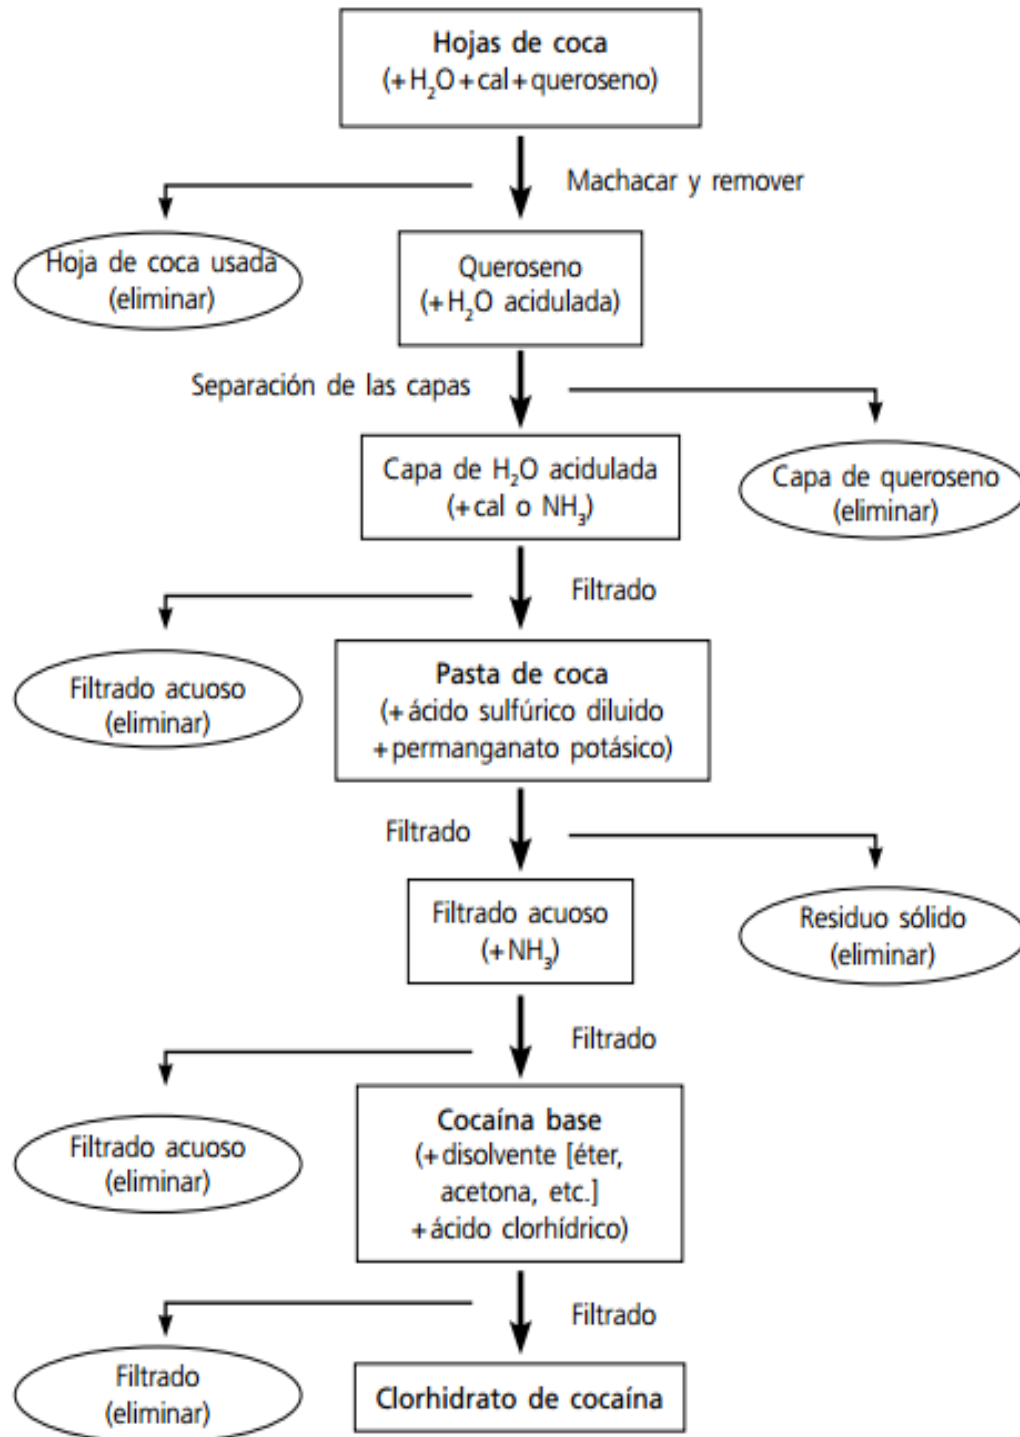 Hojas de coca
(+H₂O+cal+queroseno)
Machacar y remover
Hoja de coca usada
(eliminar)
Queroseno
(+H₂O acidulada)
Separación de las capas
Capa de H₂O acidulada
(+cal o NH₃)
Capa de queroseno
(eliminar)
Filtrado
Filtrado acuoso
(eliminar)
Pasta de coca
(+ácido sulfúrico diluido
+permanganato potásico)
Filtrado
Filtrado acuoso
(+NH₃)
Residuo sólido
(eliminar)
Filtrado
Filtrado acuoso
(eliminar)
Cocaína base
(+disolvente [éter,
acetona, etc.]
+ácido clorhídrico)
Filtrado
Filtrado
(eliminar)
Clorhidrato de cocaína